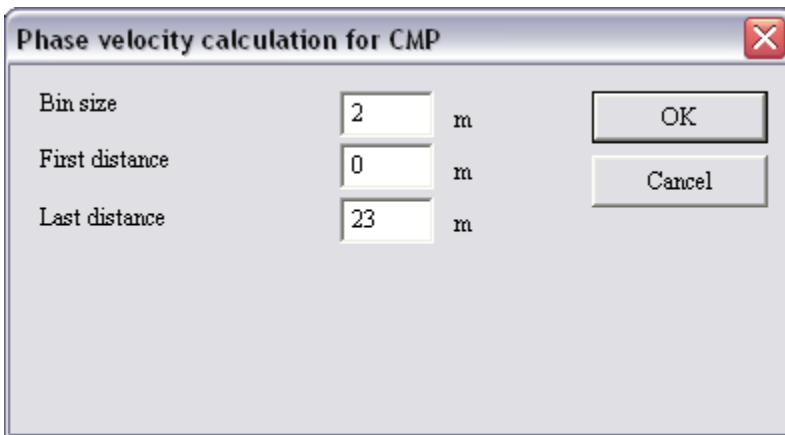 Phase velocity calculation for CMP
Bin size 2 m OK
First distance 0 m Cancel
Last distance 23 m